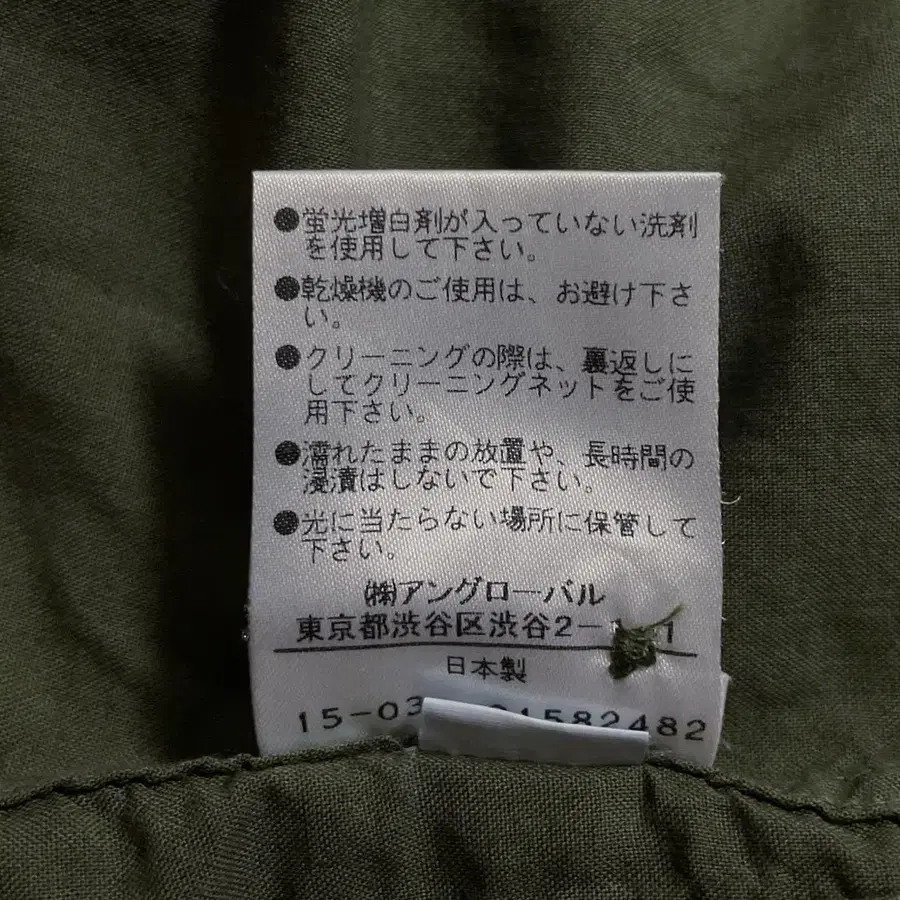 ●蛍光増白剤が入っていない洗剤
を使用して下さい。
●乾燥機のご使用は、お避け下さ
い。
●クリーニングの際は、裏返しに
してクリーニングネットをご使
用下さい。
●濡れたままの放置や、長時間の
浸漬はしないで下さい。
●光に当たらない場所に保管して
下さい。
㈱アングローバル
東京都渋谷区渋谷2-
日本製
15-03 01582482